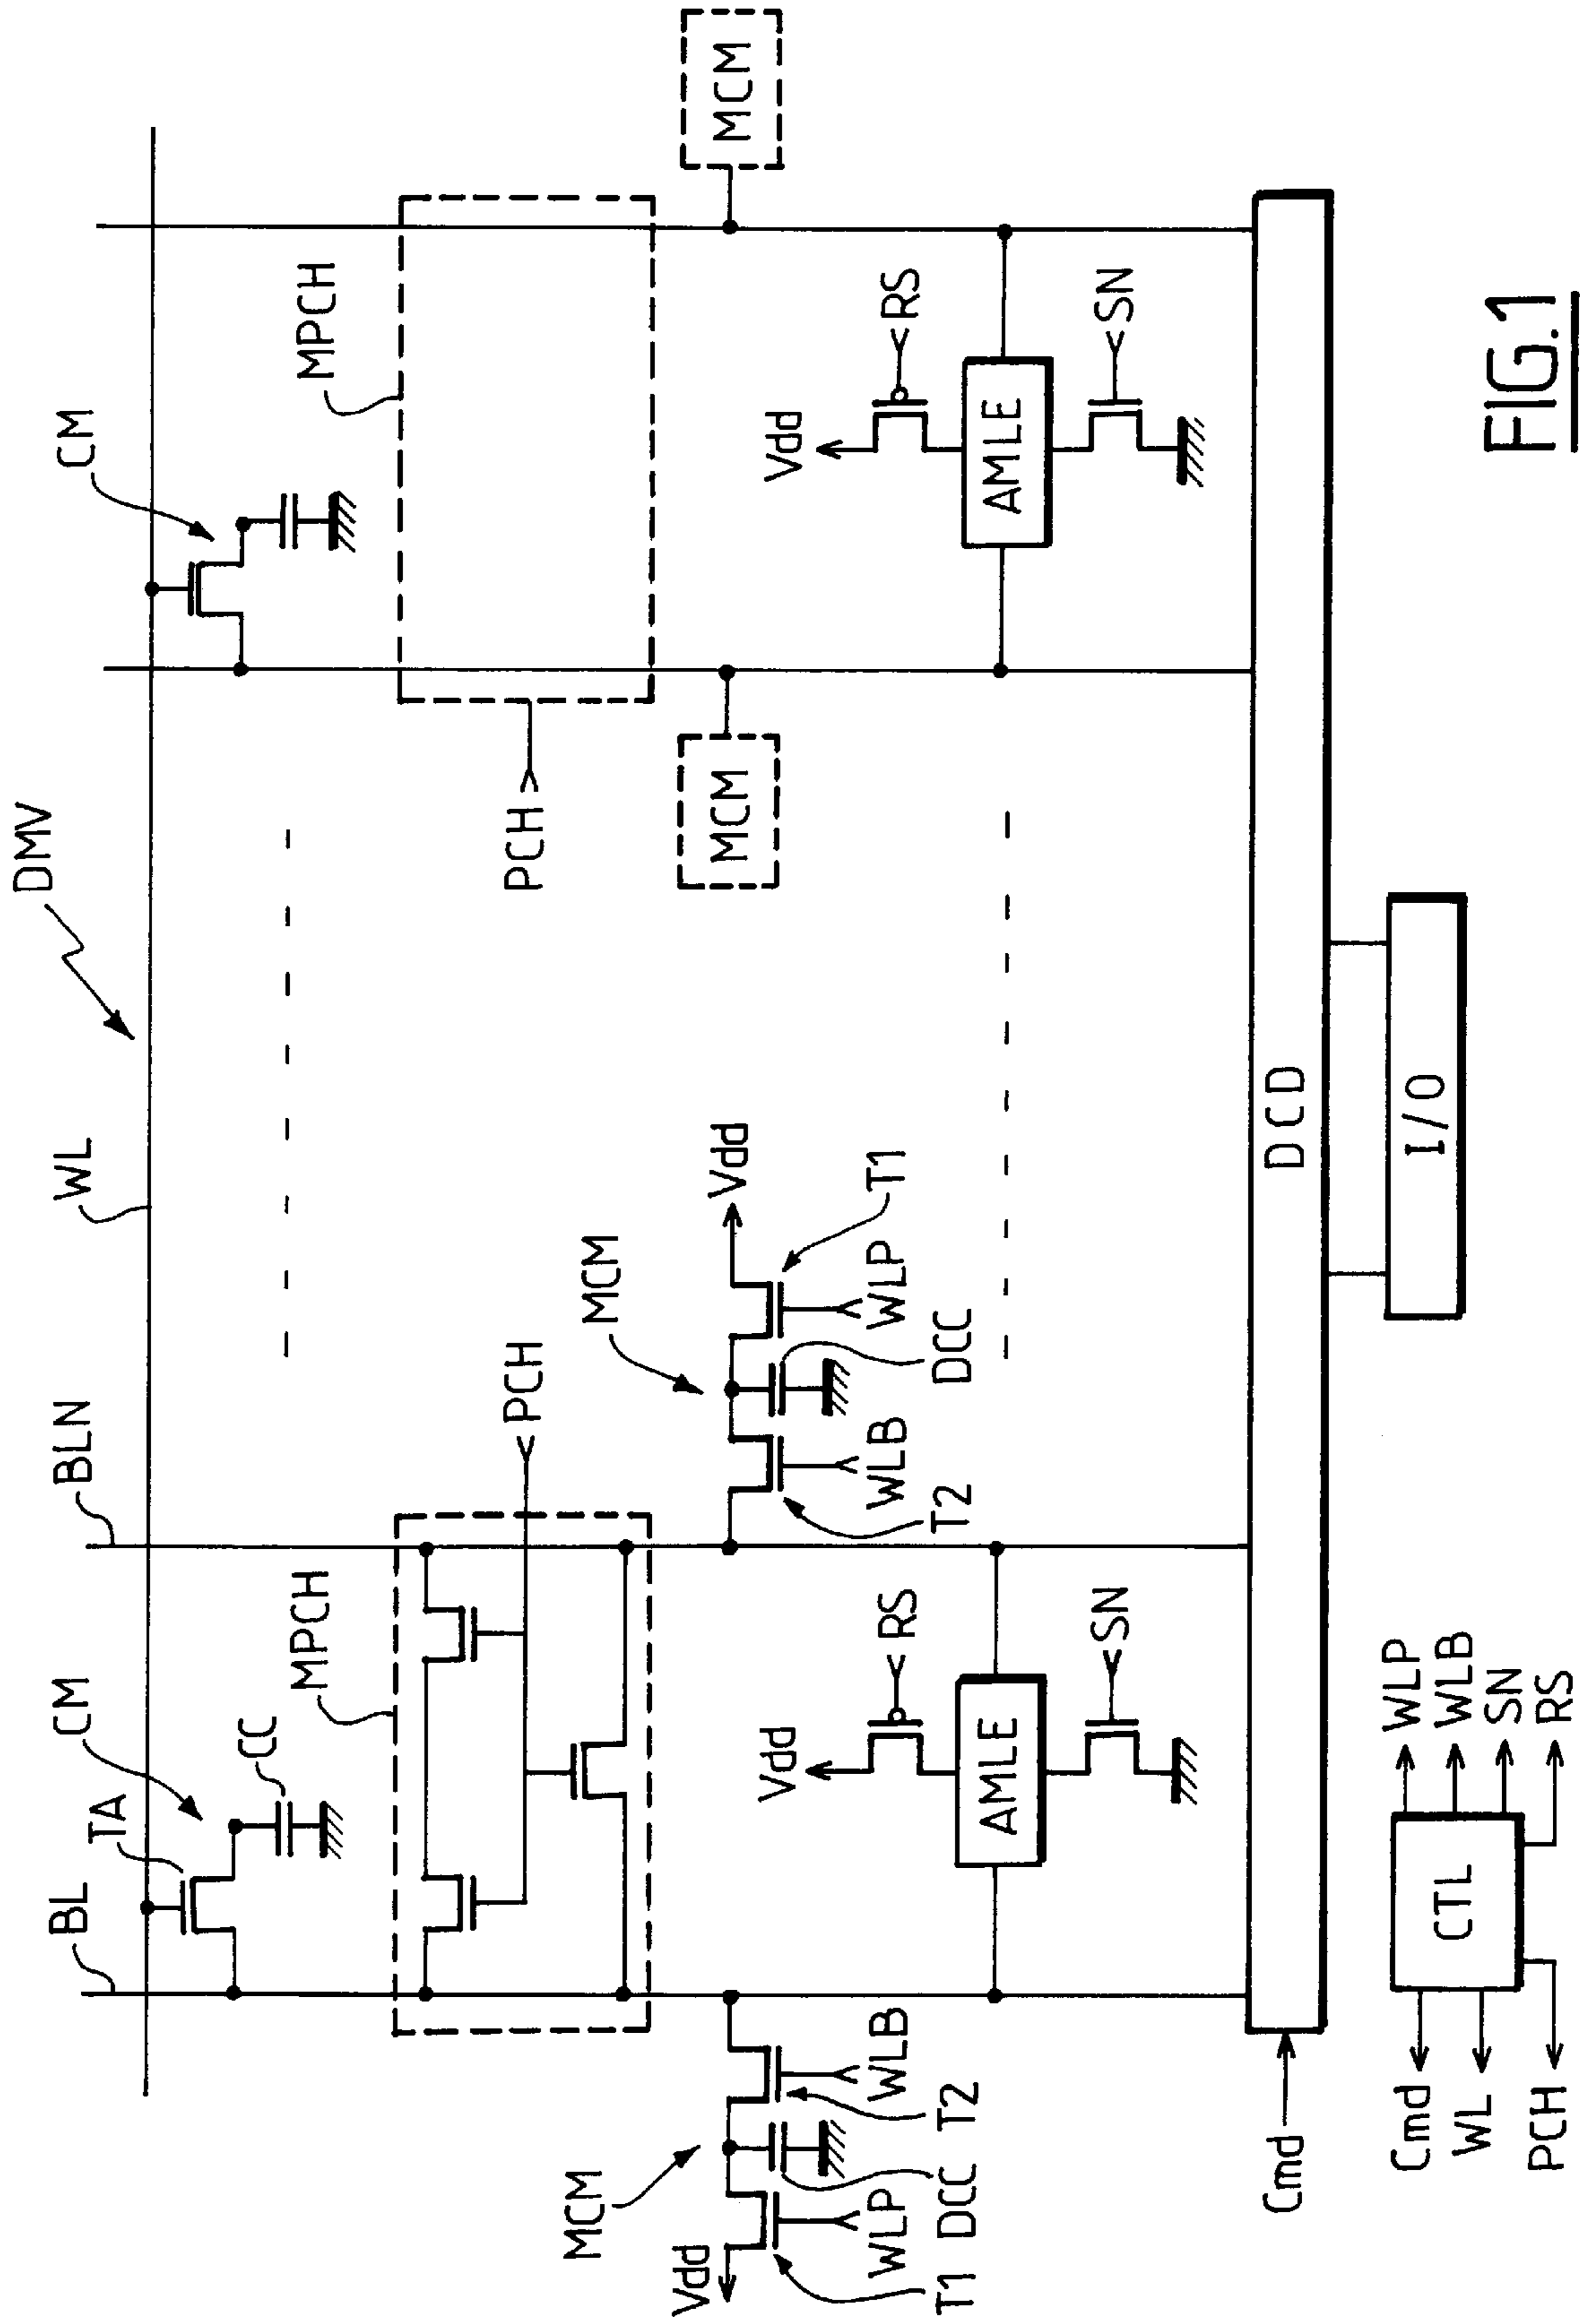 DMV
WL
BL
BLN
TA
CM
CC
CM
MPCH
MPCH
PCH
PCH
MCM
MCM
MCM
MCM
Vdd
Vdd
WLP
WLB
WLB
WLP
T1
DCC
T2
T2
DCC
T1
Vdd
RS
AMLE
SN
Vdd
RS
AMLE
SN
Cmd
DCD
I/O
CTL
Cmd
WL
PCH
WLP
WLB
SN
RS
FIG.1